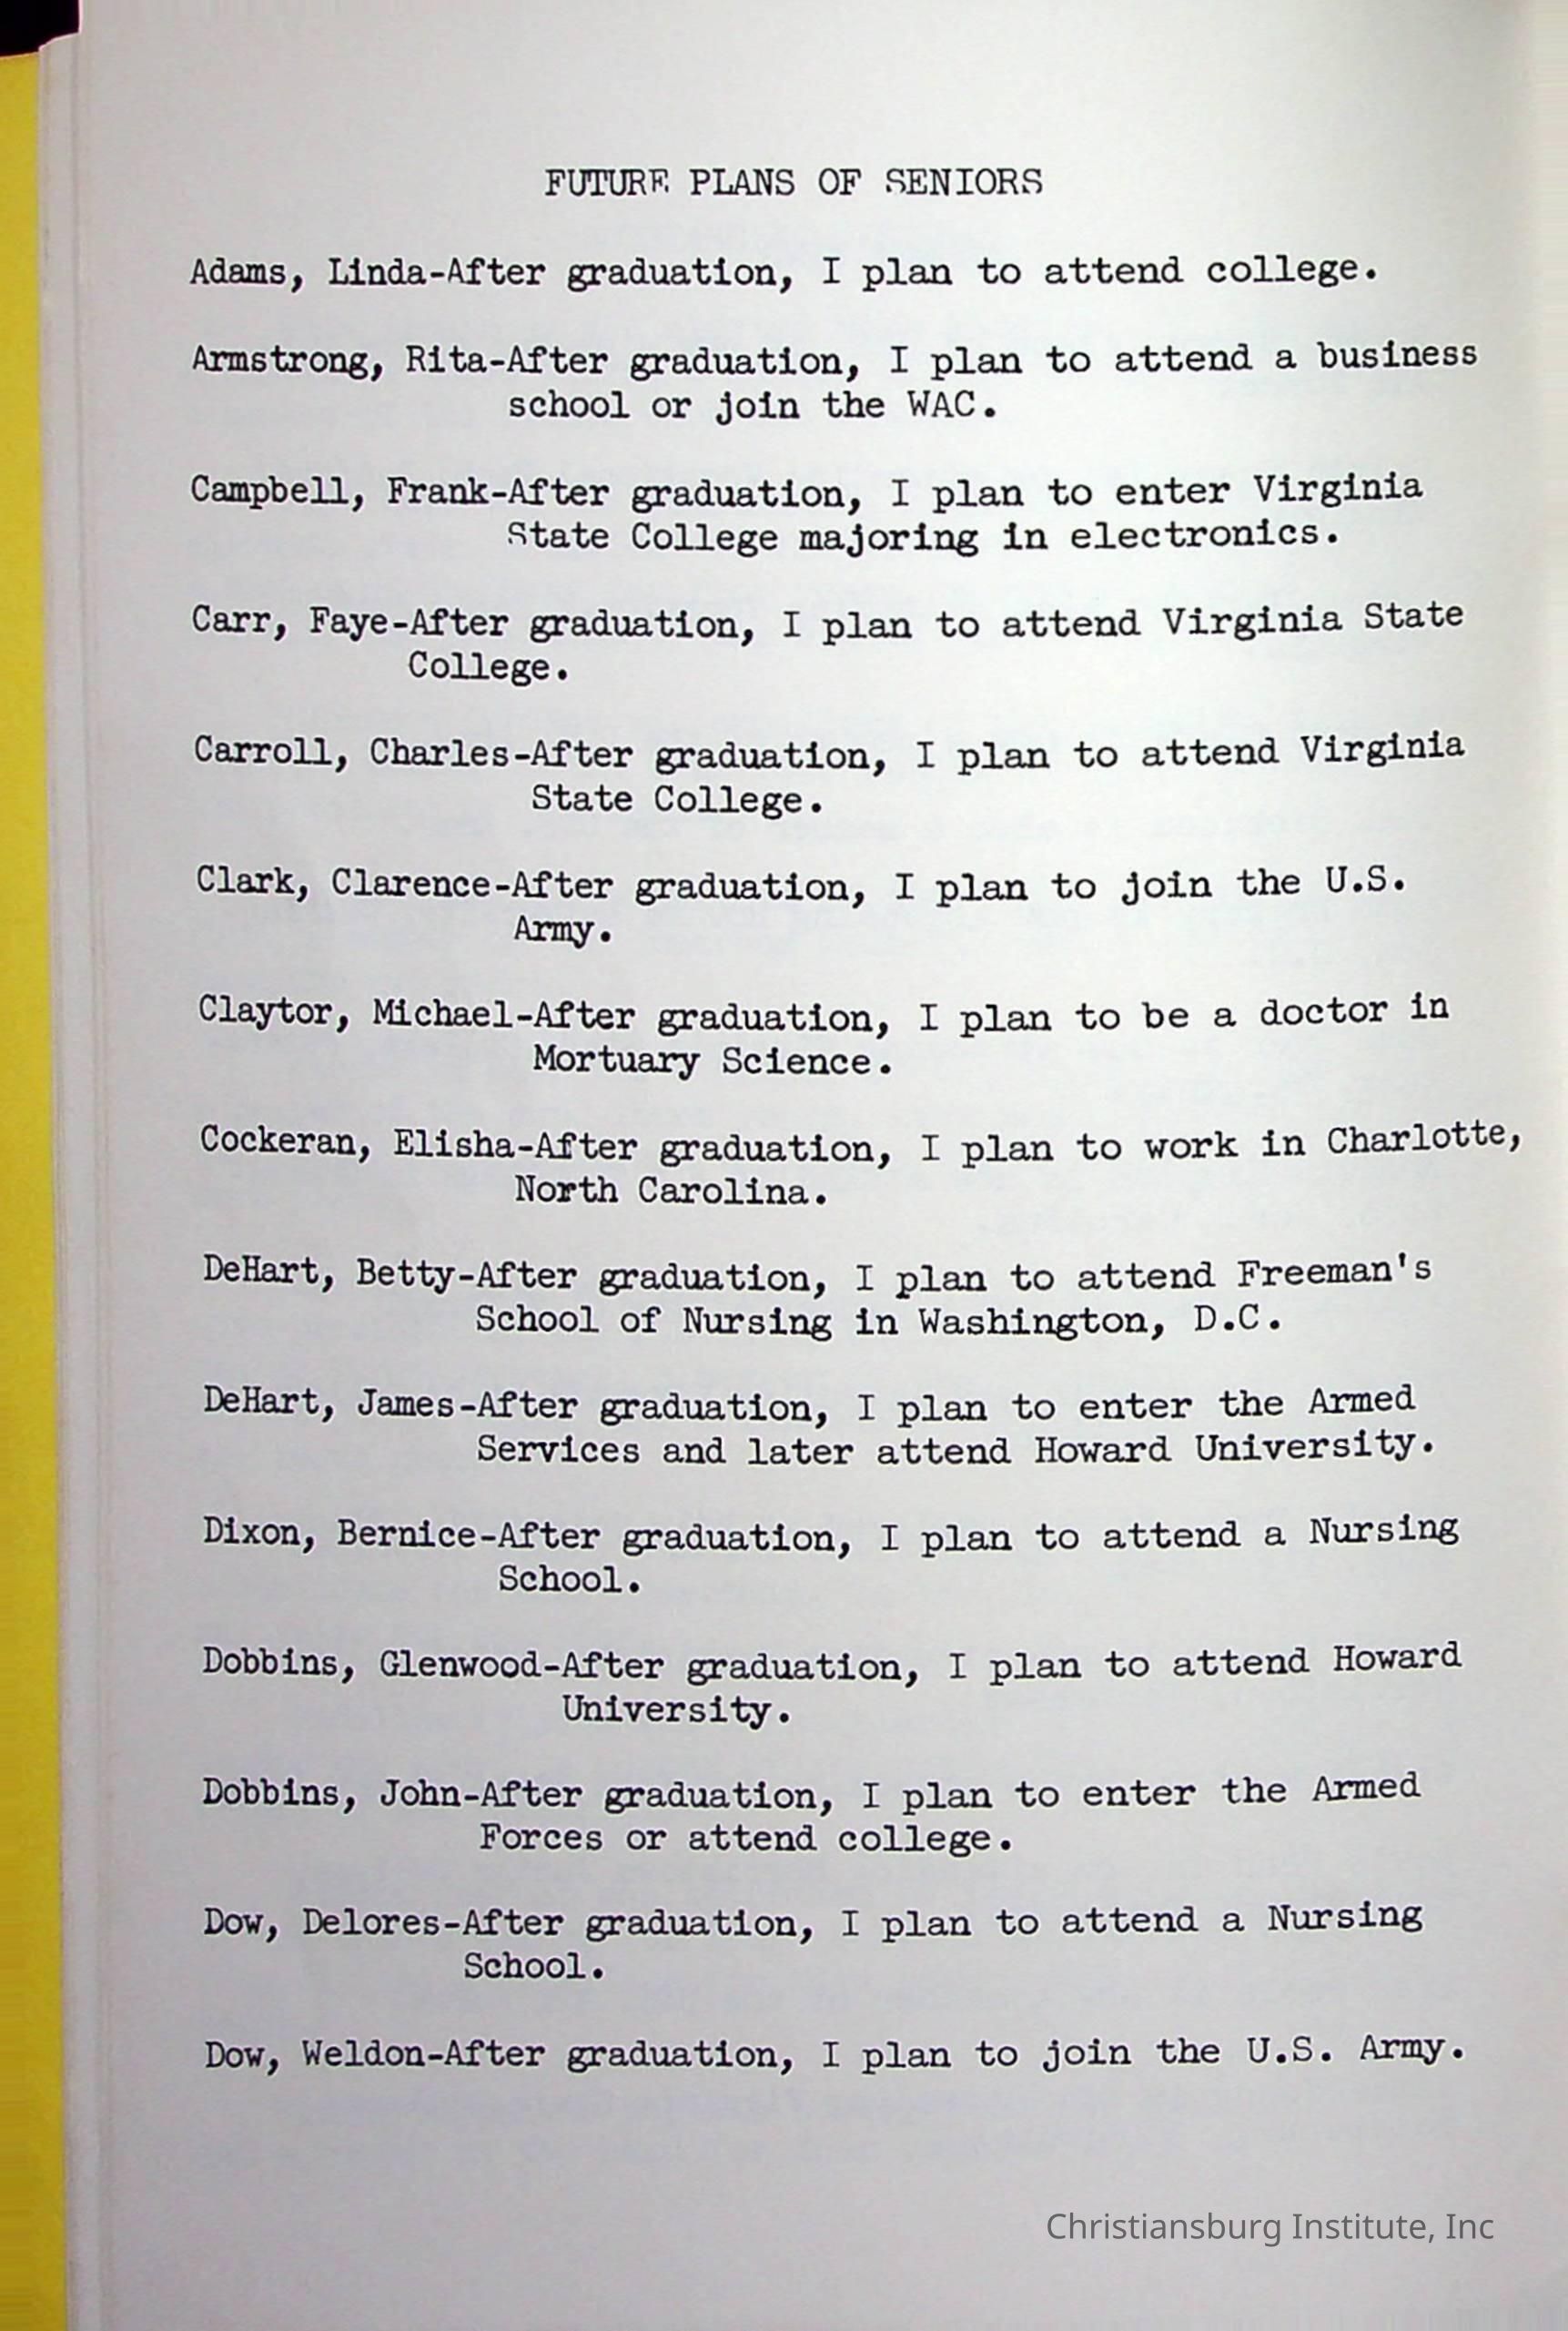 FUTURE PLANS OF SENIORS
Adams, Linda-After graduation, I plan to attend college.
Armstrong, Rita-After graduation, I plan to attend a business
school or join the WAC.
Campbell, Frank-After graduation, I plan to enter Virginia
State College majoring in electronics.
Carr, Faye-After graduation, I plan to attend Virginia State
College.
Carroll, Charles-After graduation, I plan to attend Virginia
State College.
Clark, Clarence-After graduation, I plan to join the U.S.
Army.
Claytor, Michael-After graduation, I plan to be a doctor in
Mortuary Science.
Cockeran, Elisha-After graduation, I plan to work in Charlotte,
North Carolina.
DeHart, Betty-After graduation, I plan to attend Freeman's
School of Nursing in Washington, D.C.
DeHart, James-After graduation, I plan to enter the Armed
Services and later attend Howard University.
Dixon, Bernice-After graduation, I plan to attend a Nursing
School.
Dobbins, Glenwood-After graduation, I plan to attend Howard
University.
Dobbins, John-After graduation, I plan to enter the Armed
Forces or attend college.
Dow, Delores-After graduation, I plan to attend a Nursing
School.
Dow, Weldon-After graduation, I plan to join the U.S. Army.
Christiansburg Institute, Inc